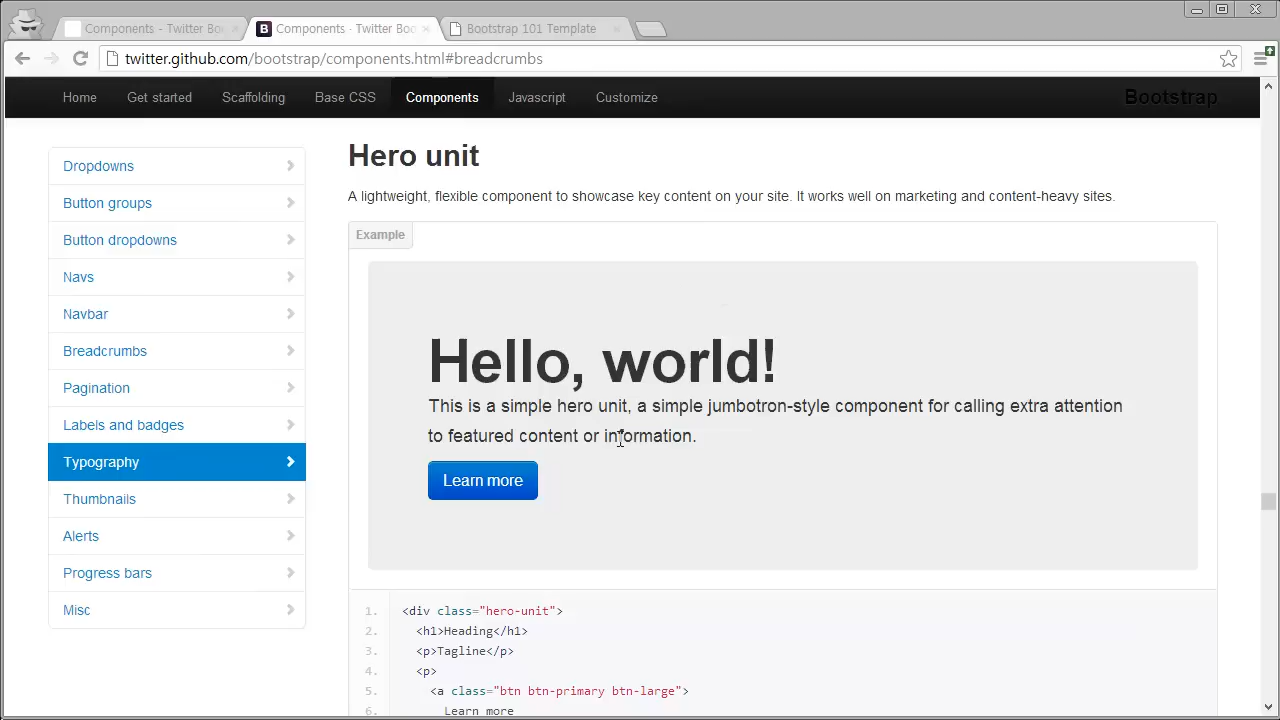 Components - Twitter Bo
Components - Twitter Boo
Bootstrap 101 Template
twitter.github.com/bootstrap/components.html#breadcrumbs
Home
Get started
Scaffolding
Base CSS
Components
Javascript
Customize
Bootstrap
Dropdowns
Button groups
Button dropdowns
Navs
Navbar
Breadcrumbs
Pagination
Labels and badges
Typography
Thumbnails
Alerts
Progress bars
Misc
Hero unit
A lightweight, flexible component to showcase key content on your site. It works well on marketing and content-heavy sites.
Example
Hello, world!
This is a simple hero unit, a simple jumbotron-style component for calling extra attention
to featured content or information.
Learn more
1. <div class="hero-unit">
2. <h1>Heading</h1>
3. <p>Tagline</p>
4. <p>
5. <a class="btn btn-primary btn-large">
6. Learn more